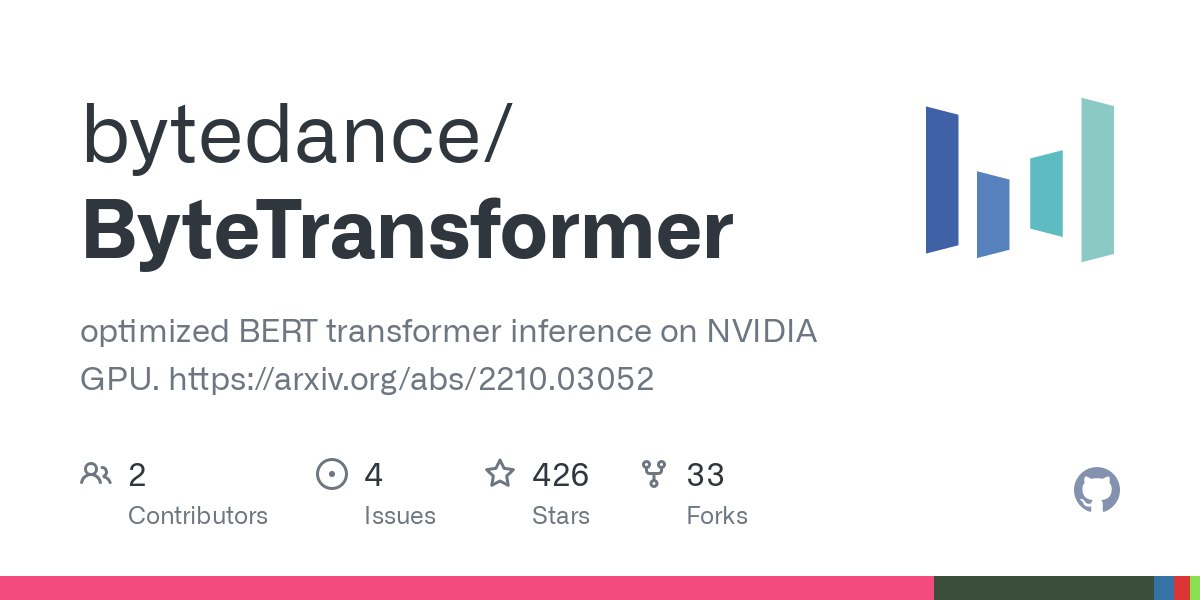 bytedance/
ByteTransformer
optimized BERT transformer inference on NVIDIA
GPU. https://arxiv.org/abs/2210.03052
2 4 426 33
Contributors Issues Stars Forks